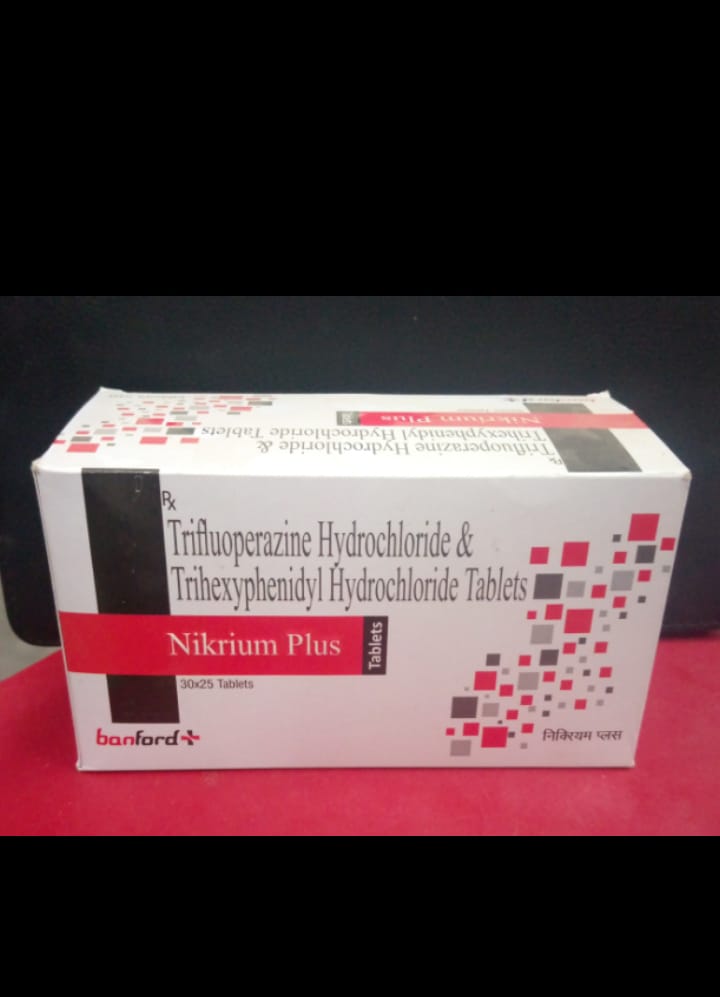 Trifluoperazine Hydrochloride &
Trihexyphenidyl Hydrochloride Tablets
Nikrium Plus
Rx
Trifluoperazine Hydrochloride &
Trihexyphenidyl Hydrochloride Tablets
Nikrium Plus Tablets
30x25 Tablets
banford
निक्रियम प्लस